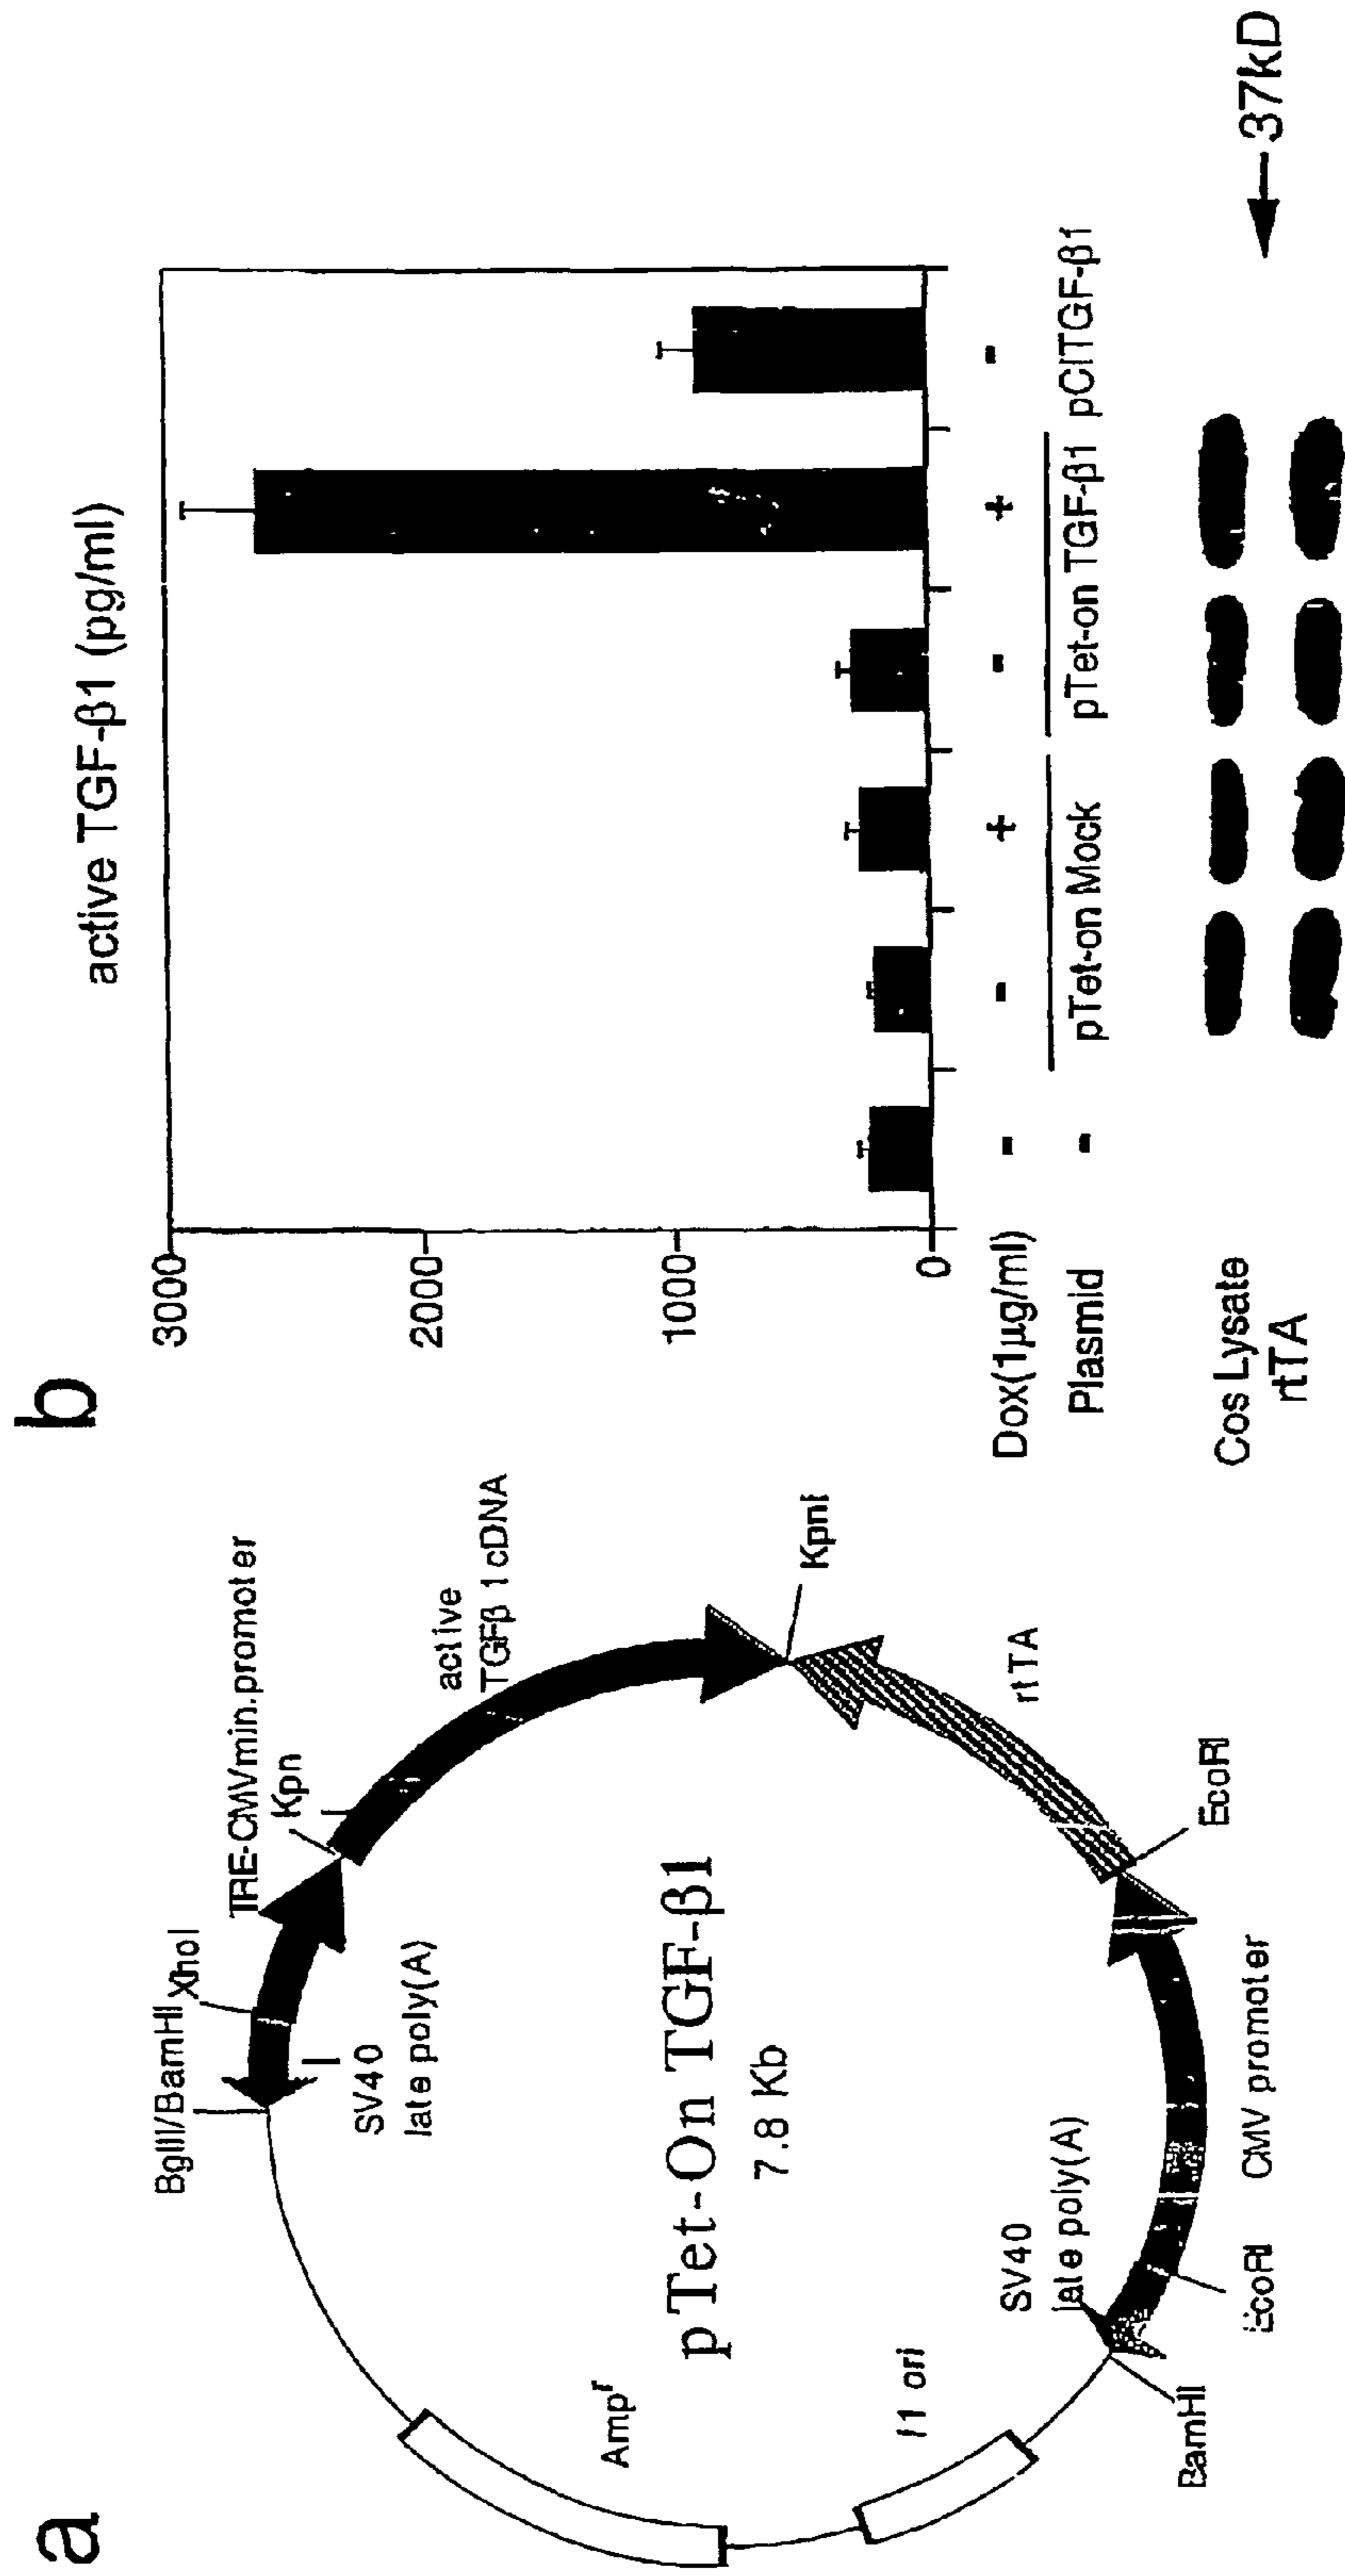 a
BglII/BamHI
XhoI
TRE-CMVmin.promoter
Kpn
I
active
TGFβ 1 cDNA
SV40
late poly(A)
Amp r
pTet-On TGF-β1
7.8 Kb
KpnI
f1 ori
SV40
late poly(A)
rtTA
BamHI
EcoRI
CMV promoter
EcoRI
b
active TGF-β1 (pg/ml)
3000
2000
1000
0
Dox(1µg/ml) - - + - + -
Plasmid - pTet-on Mock pTet-on TGF-β1 pCITGF-β1
Cos Lysate
rtTA
37kD